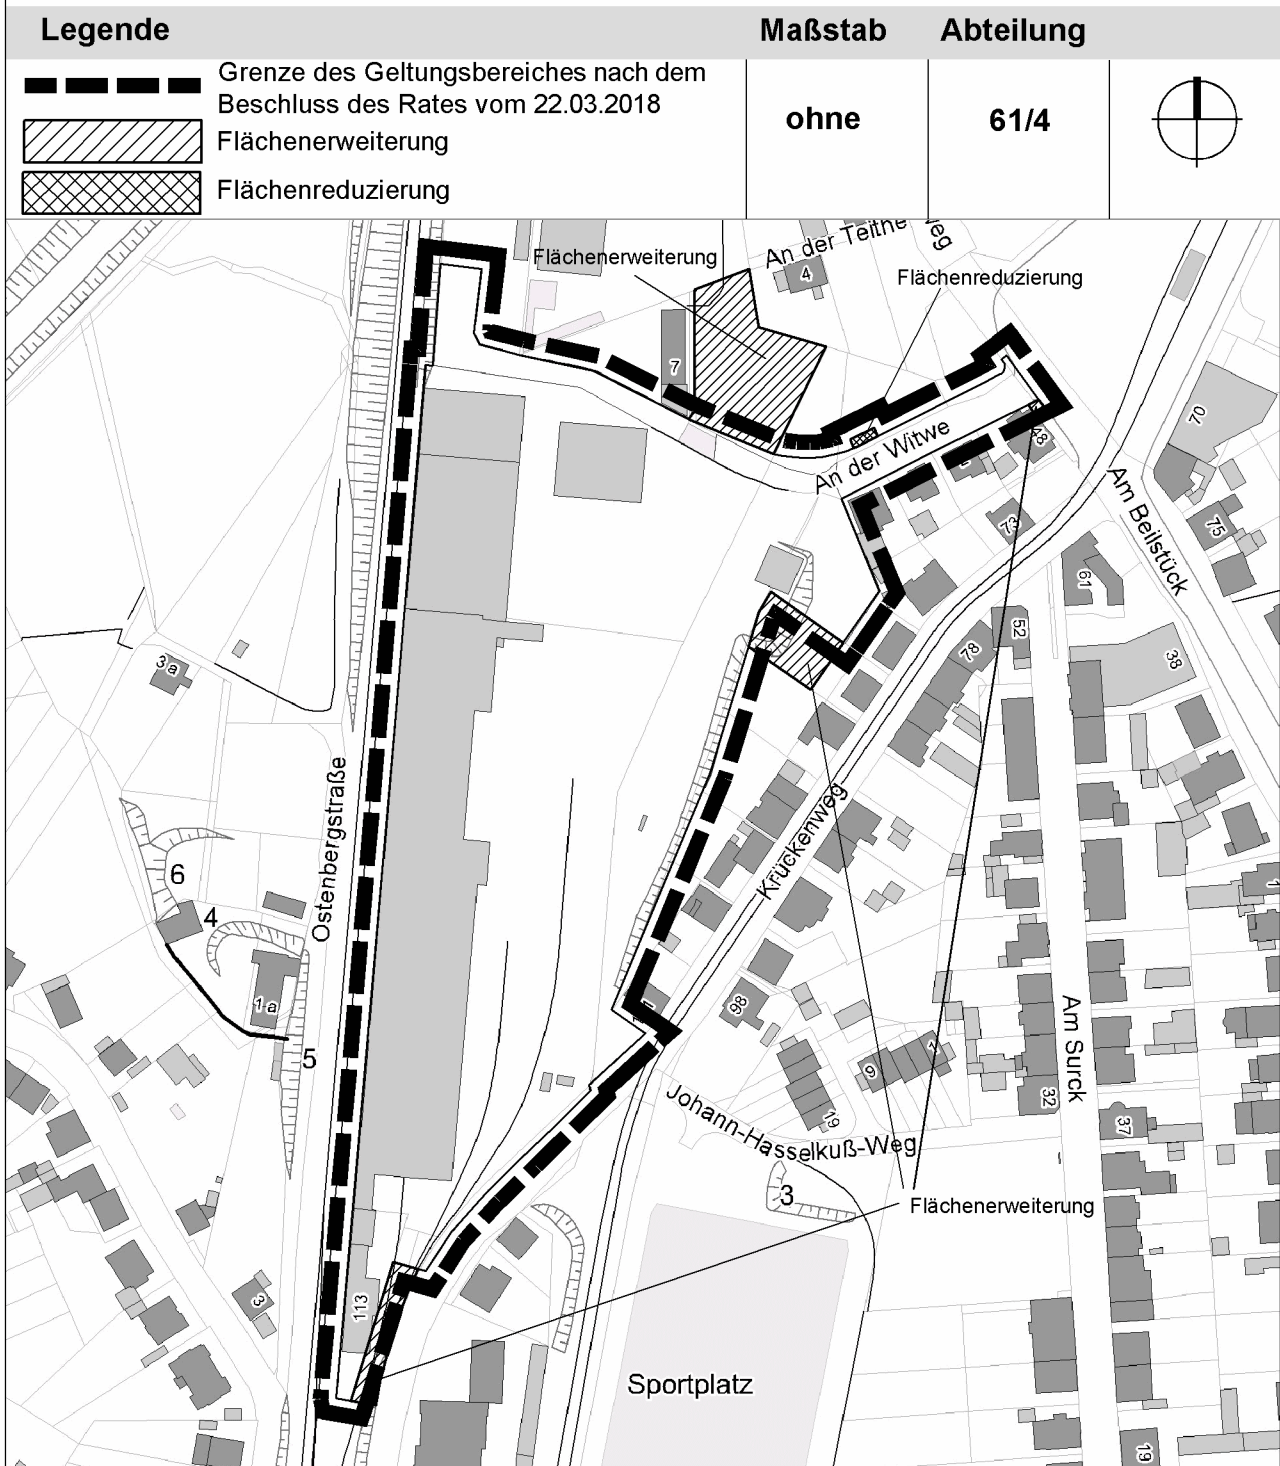 Legende
Maßstab
Abteilung
Grenze des Geltungsbereiches nach dem
Beschluss des Rates vom 22.03.2018
ohne
61/4
Flächenerweiterung
Flächenreduzierung
An der Teithe
Flächenerweiterung
4
Flächenreduzierung
7
70
48
An der Witwe
73
75
Am Beilstück
61
52
3 a
78
38
Ostenbergstraße
Krückenweg
6
4
1 a
98
5
Am Surck
9
7
32
Johann-Hasselkuß-Weg
19
37
3
Flächenerweiterung
3
113
Sportplatz
19